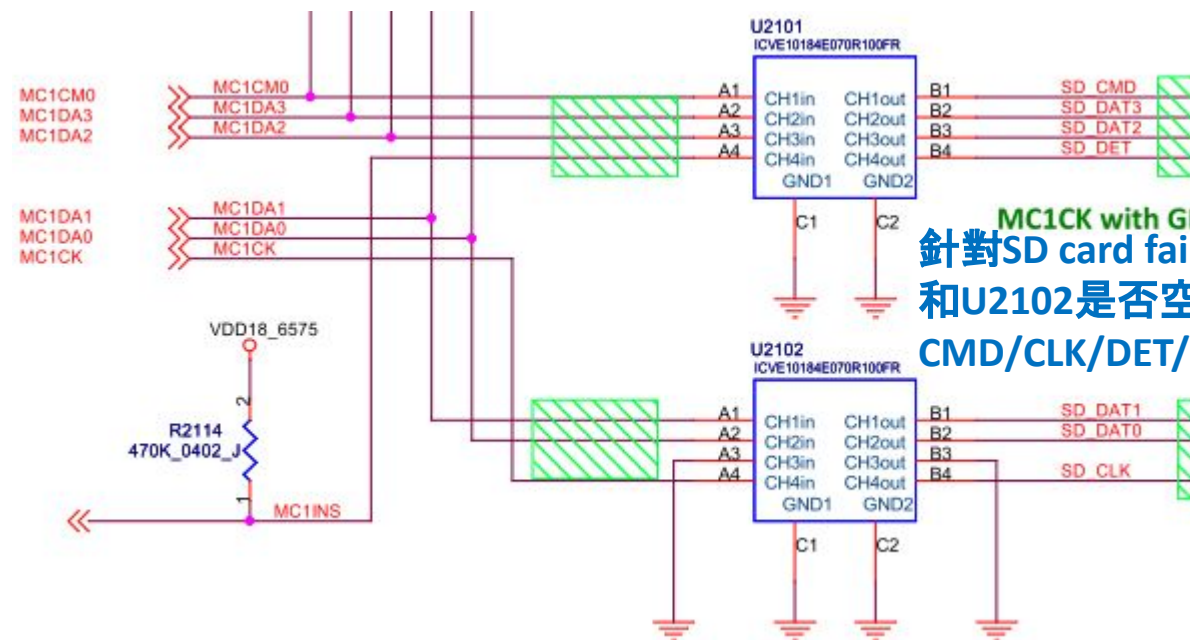 U2101
ICVE10184E070R100FR
MC1CM0 MC1CM0 A1 CH1in CH1out B1 SD_CMD
MC1DA3 MC1DA3 A2 CH2in CH2out B2 SD_DAT3
MC1DA2 MC1DA2 A3 CH3in CH3out B3 SD_DAT2
A4 CH4in CH4out B4 SD_DET
GND1 GND2
C1 C2
MC1DA1 MC1DA1
MC1DA0 MC1DA0
MC1CK MC1CK
MC1CK with
針對SD card
和U2102是否空
CMD/CLK/DET/
VDD18_6575
2
R2114
470K_0402_J
1
MC1INS
U2102
ICVE10184E070R100FR
A1 CH1in CH1out B1 SD_DAT1
A2 CH2in CH2out B2 SD_DAT0
A3 CH3in CH3out B3
A4 CH4in CH4out B4 SD_CLK
GND1 GND2
C1 C2